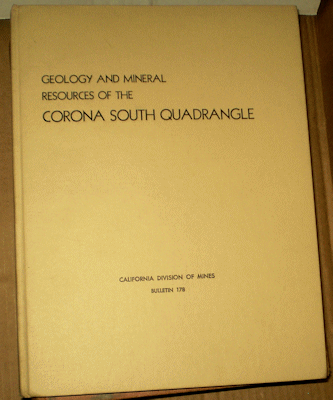 GEOLOGY AND MINERAL
RESOURCES OF THE
CORONA SOUTH QUADRANGLE
CALIFORNIA DIVISION OF MINES
BULLETIN 178